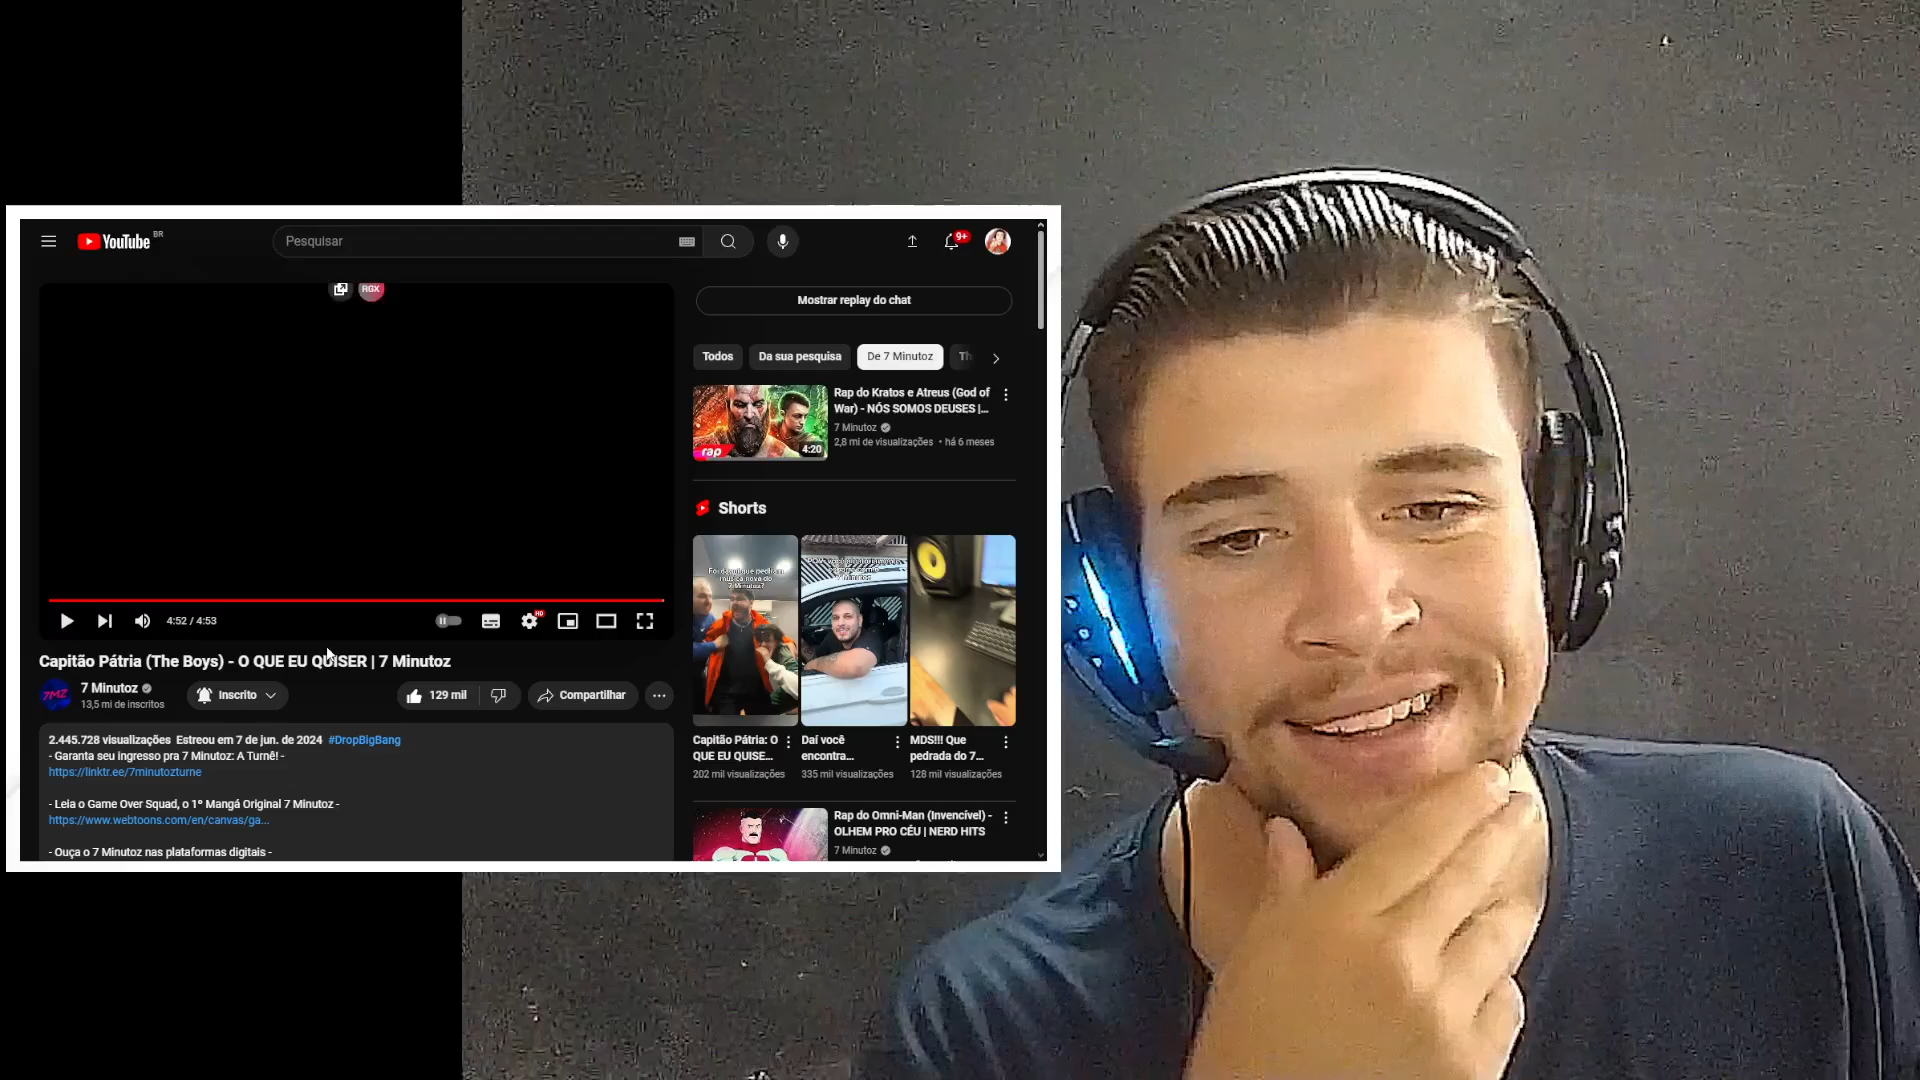 YouTube BR
Pesquisar
9+
RGX
4:52 / 4:53
HD
Capitão Pátria (The Boys) - O QUE EU QUISER | 7 Minutoz
7MZ
7 Minutoz
13,5 mi de inscritos
Inscrito
129 mil
Compartilhar
2.445.728 visualizações Estreou em 7 de jun. de 2024 #DropBigBang
- Garanta seu ingresso pra 7 Minutoz: A Turnê! -
https://linktr.ee/7minutozturne
- Leia o Game Over Squad, o 1º Mangá Original 7 Minutoz -
https://www.webtoons.com/en/canvas/ga...
- Ouça o 7 Minutoz nas plataformas digitais -
Mostrar replay do chat
Todos
Da sua pesquisa
De 7 Minutoz
Th
rap
4:20
Rap do Kratos e Atreus (God of
War) - NÓS SOMOS DEUSES |...
7 Minutoz
2,8 mi de visualizações • há 6 meses
Shorts
música nova do
7 Minutoz?
Capitão Pátria: O
QUE EU QUISE...
202 mil visualizações
Daí você
encontra...
335 mil visualizações
MDS!!! Que
pedrada do 7...
128 mil visualizações
Rap do Omni-Man (Invencível) -
OLHEM PRO CÉU | NERD HITS
7 Minutoz